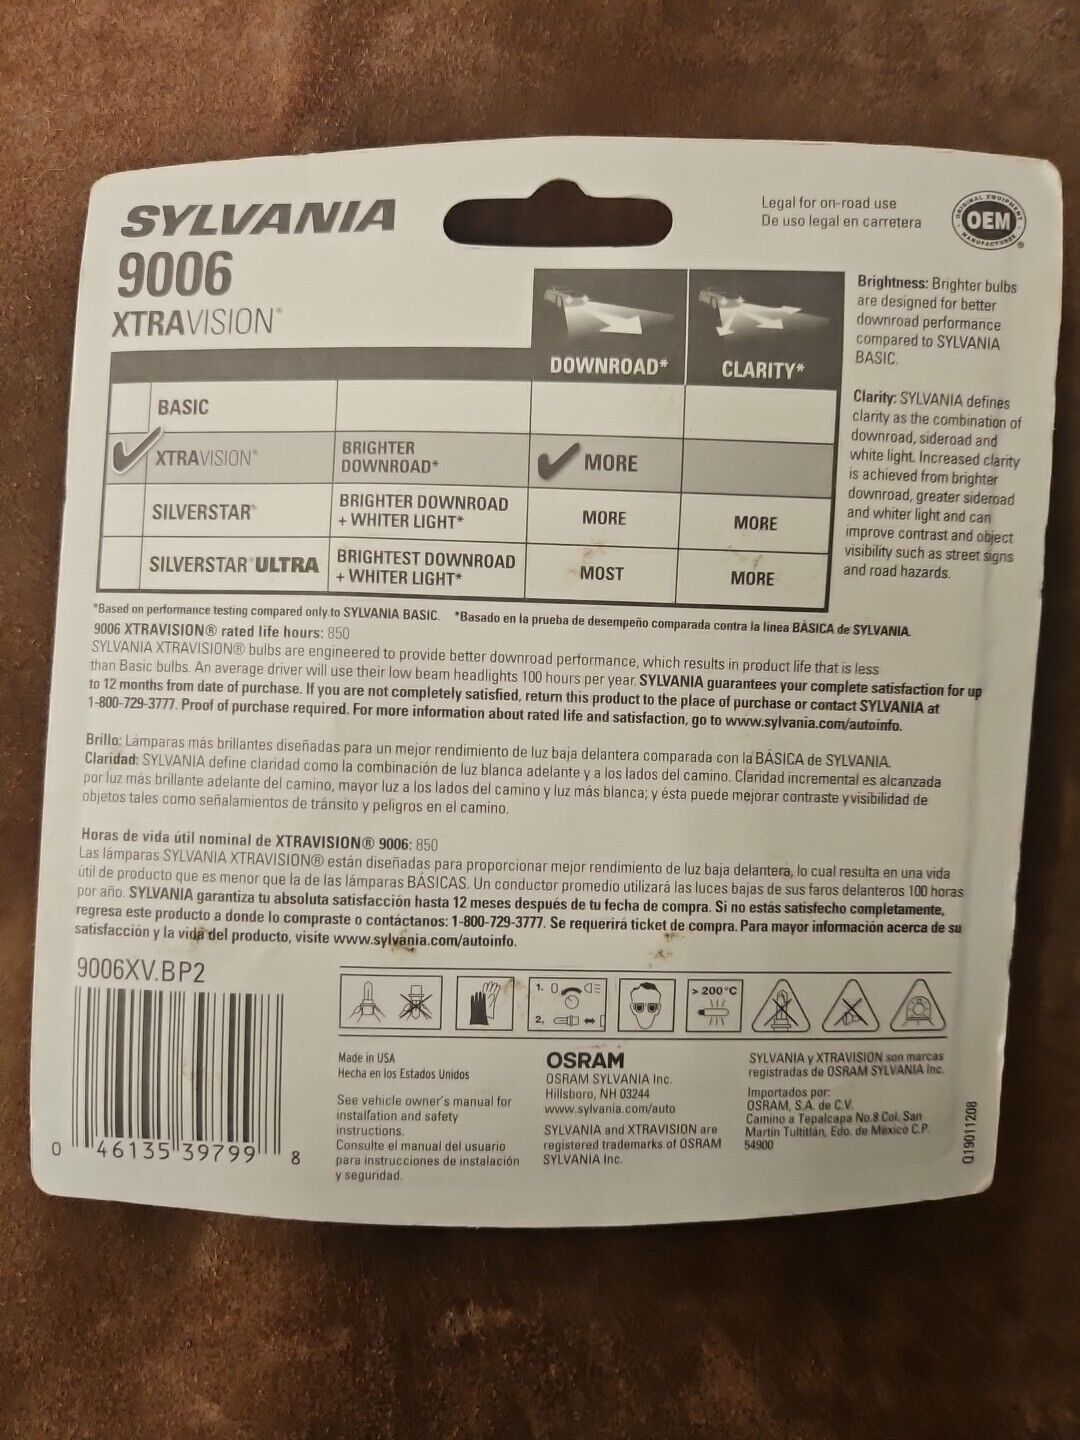 SYLVANIA
9006
XTRAVISION®
Legal for on-road use
De uso legal en carretera
ORIGINAL EQUIPMENT
OEM
MANUFACTURER
®
DOWNROAD* CLARITY*
BASIC
XTRAVISION® BRIGHTER DOWNROAD* MORE
SILVERSTAR® BRIGHTER DOWNROAD + WHITER LIGHT* MORE MORE
SILVERSTAR® ULTRA BRIGHTEST DOWNROAD + WHITER LIGHT* MOST MORE
Brightness: Brighter bulbs
are designed for better
downroad performance
compared to SYLVANIA
BASIC.
Clarity: SYLVANIA defines
clarity as the combination of
downroad, sideroad and
white light. Increased clarity
is achieved from brighter
downroad, greater sideroad
and whiter light and can
improve contrast and object
visibility such as street signs
and road hazards.
*Based on performance testing compared only to SYLVANIA BASIC. *Basado en la prueba de desempeño comparada contra la línea BÁSICA de SYLVANIA.
9006 XTRAVISION® rated life hours: 850
SYLVANIA XTRAVISION® bulbs are engineered to provide better downroad performance, which results in product life that is less
than Basic bulbs. An average driver will use their low beam headlights 100 hours per year. SYLVANIA guarantees your complete satisfaction for up
to 12 months from date of purchase. If you are not completely satisfied, return this product to the place of purchase or contact SYLVANIA at
1-800-729-3777. Proof of purchase required. For more information about rated life and satisfaction, go to www.sylvania.com/autoinfo.
Brillo: Lámparas más brillantes diseñadas para un mejor rendimiento de luz baja delantera comparada con la BÁSICA de SYLVANIA.
Claridad: SYLVANIA define claridad como la combinación de luz blanca adelante y a los lados del camino. Claridad incremental es alcanzada
por luz más brillante adelante del camino, mayor luz a los lados del camino y luz más blanca; y ésta puede mejorar contraste y visibilidad de
objetos tales como señalamientos de tránsito y peligros en el camino.
Horas de vida útil nominal de XTRAVISION® 9006: 850
Las lámparas SYLVANIA XTRAVISION® están diseñadas para proporcionar mejor rendimiento de luz baja delantera, lo cual resulta en una vida
útil de producto que es menor que la de las lámparas BÁSICAS. Un conductor promedio utilizará las luces bajas de sus faros delanteros 100 horas
por año. SYLVANIA garantiza tu absoluta satisfacción hasta 12 meses después de tu fecha de compra. Si no estás satisfecho completamente,
regresa este producto a donde lo compraste o contáctanos: 1-800-729-3777. Se requerirá ticket de compra. Para mayor información acerca de su
satisfacción y la vida del producto, visite www.sylvania.com/autoinfo.
9006XV.BP2
1. 0
2.
> 200°C
0 46135 39799 8
Made in USA
Hecha en los Estados Unidos
See vehicle owner's manual for
installation and safety
instructions.
Consulte el manual del usuario
para instrucciones de instalación
y seguridad.
OSRAM
OSRAM SYLVANIA Inc.
Hillsboro, NH 03244
www.sylvania.com/auto
SYLVANIA and XTRAVISION are
registered trademarks of OSRAM
SYLVANIA Inc.
SYLVANIA y XTRAVISION son marcas
registradas de OSRAM SYLVANIA Inc.
Importados por:
OSRAM, S.A. de C.V.
Camino a Tepalcapa No.8 Col. San
Martin Tultitlán, Edo. de México C.P.
54900
Q19011208